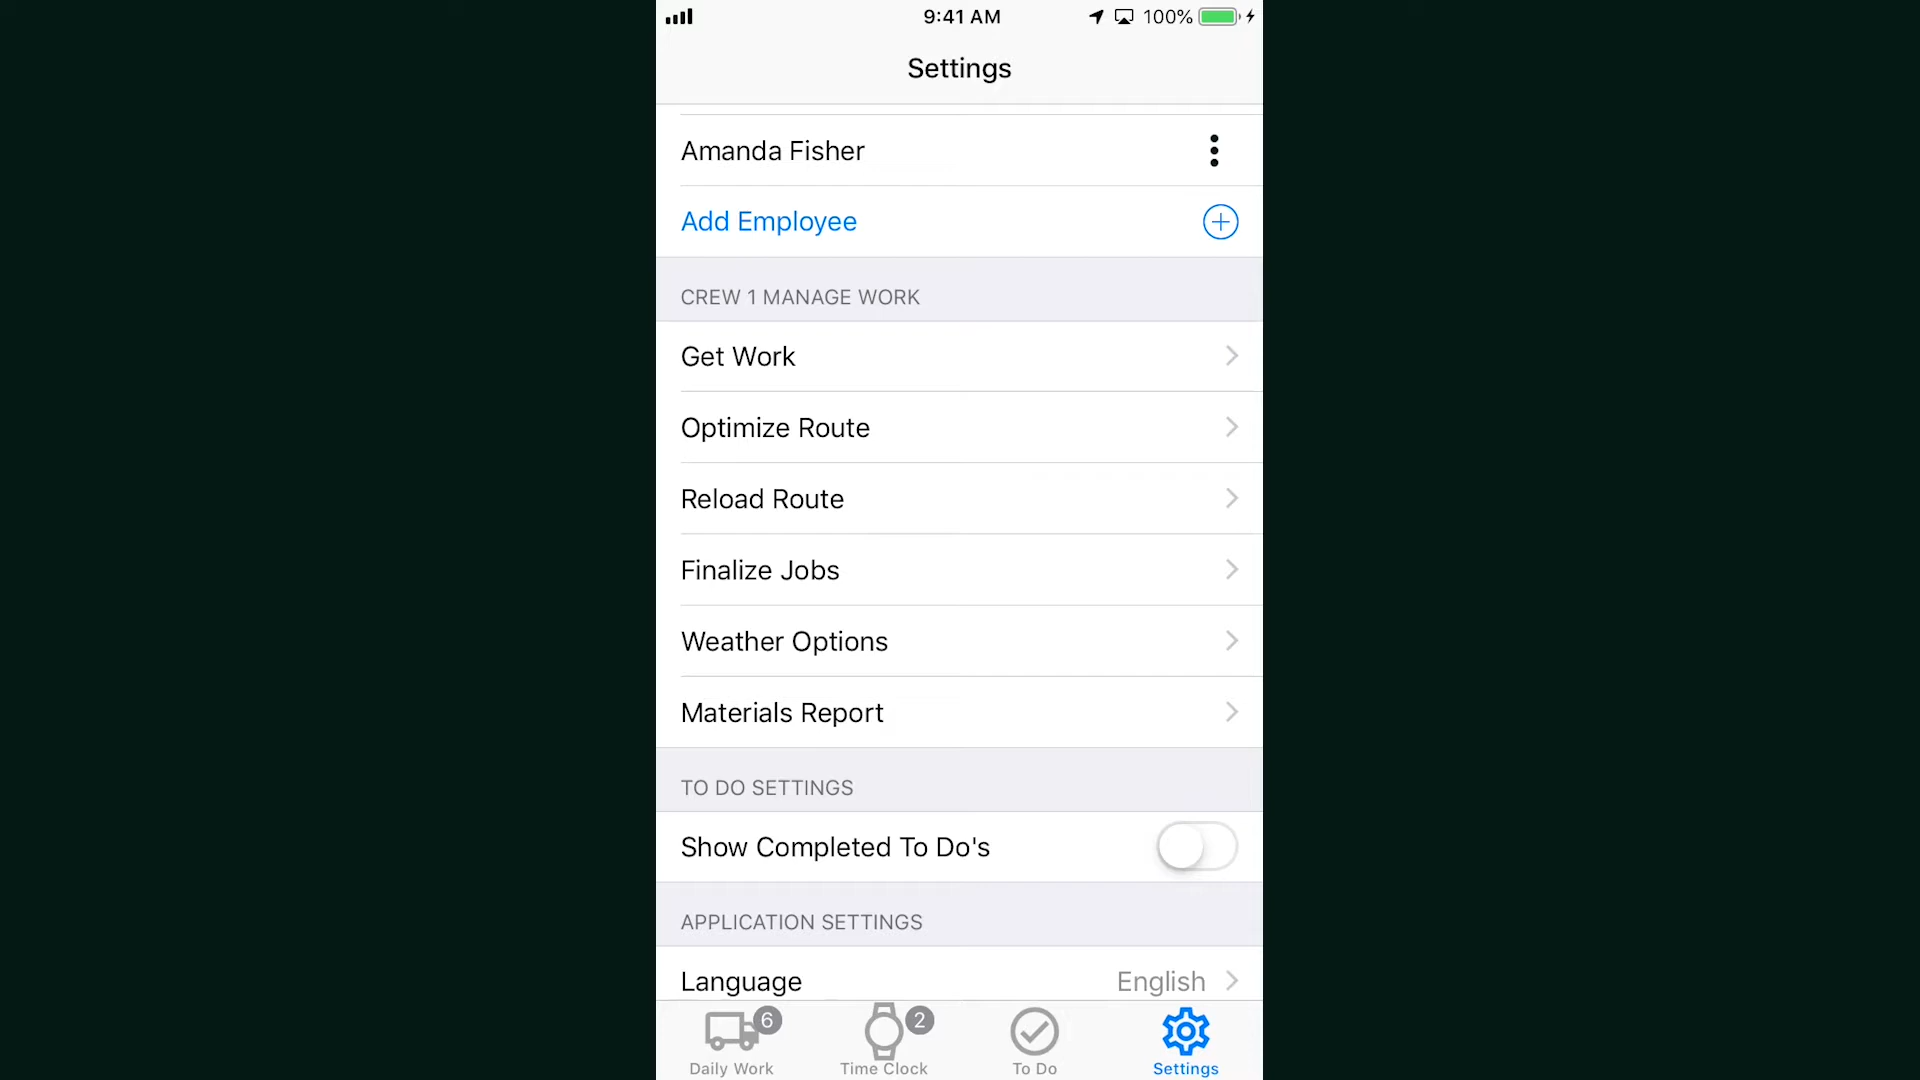 9:41 AM
100%
Settings
Amanda Fisher
Add Employee
CREW 1 MANAGE WORK
Get Work
Optimize Route
Reload Route
Finalize Jobs
Weather Options
Materials Report
TO DO SETTINGS
Show Completed To Do's
APPLICATION SETTINGS
Language English
6 2
Daily Work Time Clock To Do Settings